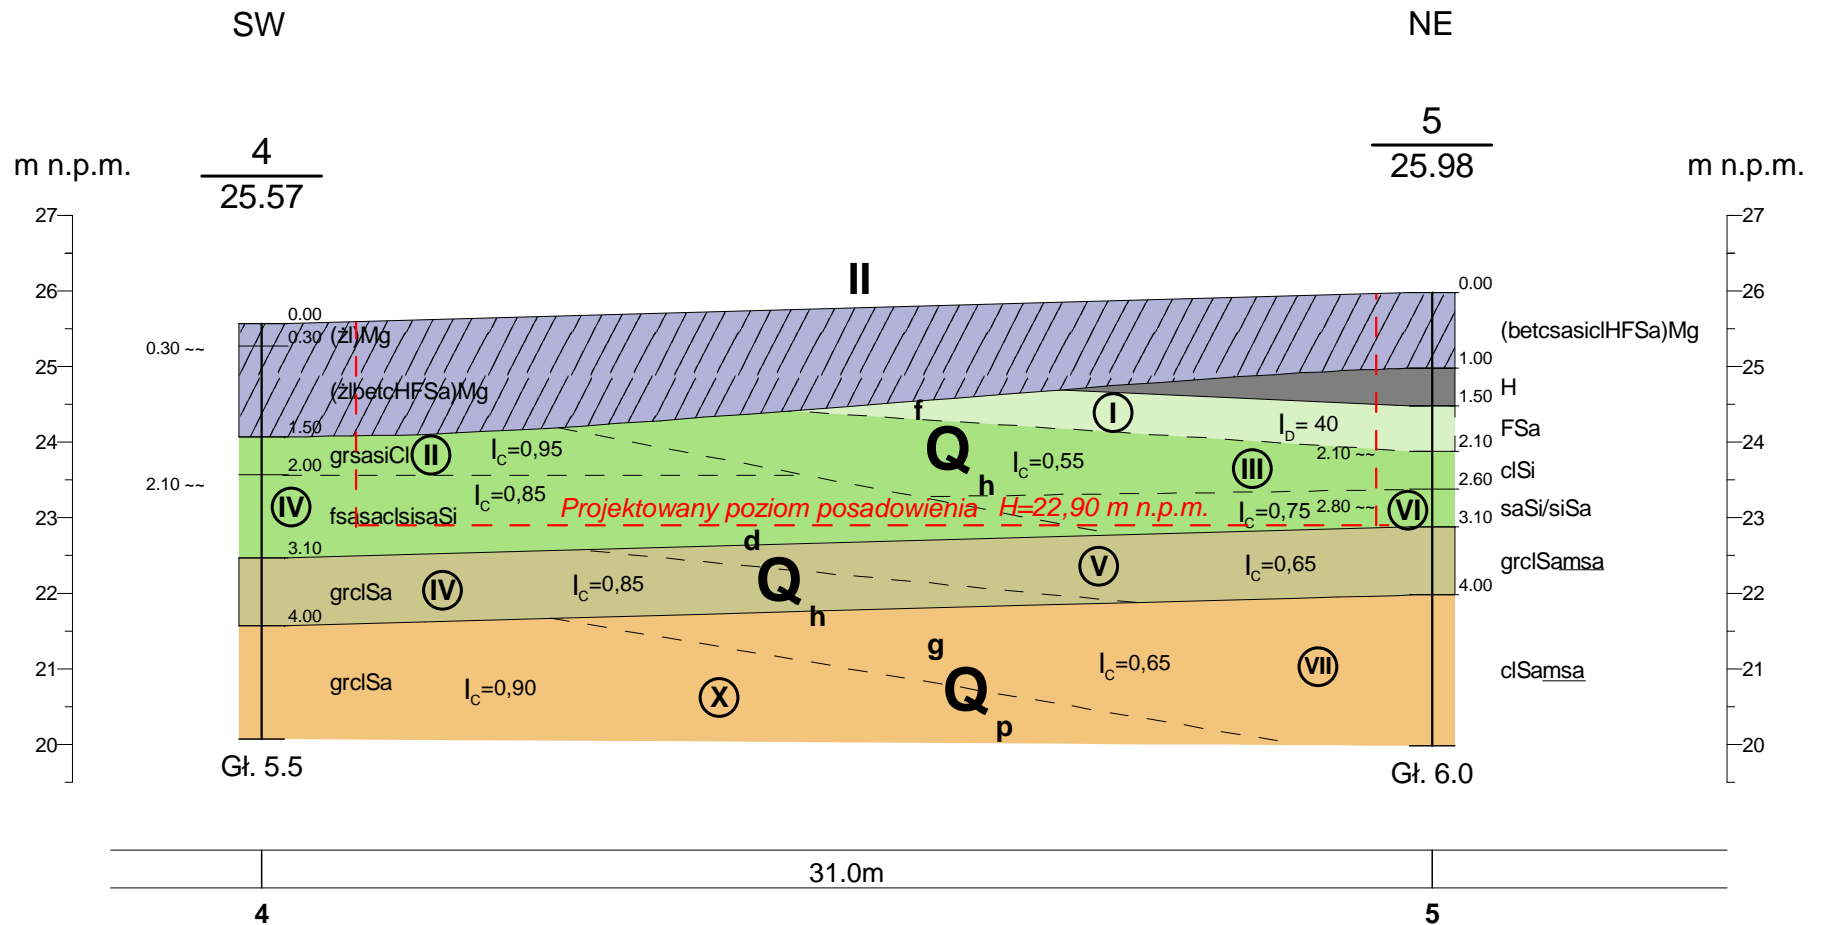 SW NE
4 5
m n.p.m. 25.57 25.98 m n.p.m.
27 27
II
26 0.00 26
0.00
0.30 ~~ 0.30 (żl)Mg (betcsasiclHFSa)Mg
25 1.00 25
(żlbetcHFSa)Mg H
1.50
f I I_D= 40 FSa
1.50
24 2.10 24
grsasiCl II I_C=0,95 Q h I_C=0,55 III 2.10 ~~ clSi
2.00
2.10 ~~ I_C=0,85 2.60
IV fsasaclsisaSi Projektowany poziom posadowienia H=22,90 m n.p.m. I_C=0,75 2.80 ~~ VI saSi/siSa
23 3.10 23
3.10 d
grclSa IV I_C=0,85 Q h V I_C=0,65 grclSamsa
22 4.00 22
4.00 g
21 I_C=0,65 VII clSamsa 21
grclSa I_C=0,90 X Q p
20 20
Gł. 5.5 Gł. 6.0
31.0m
4 5